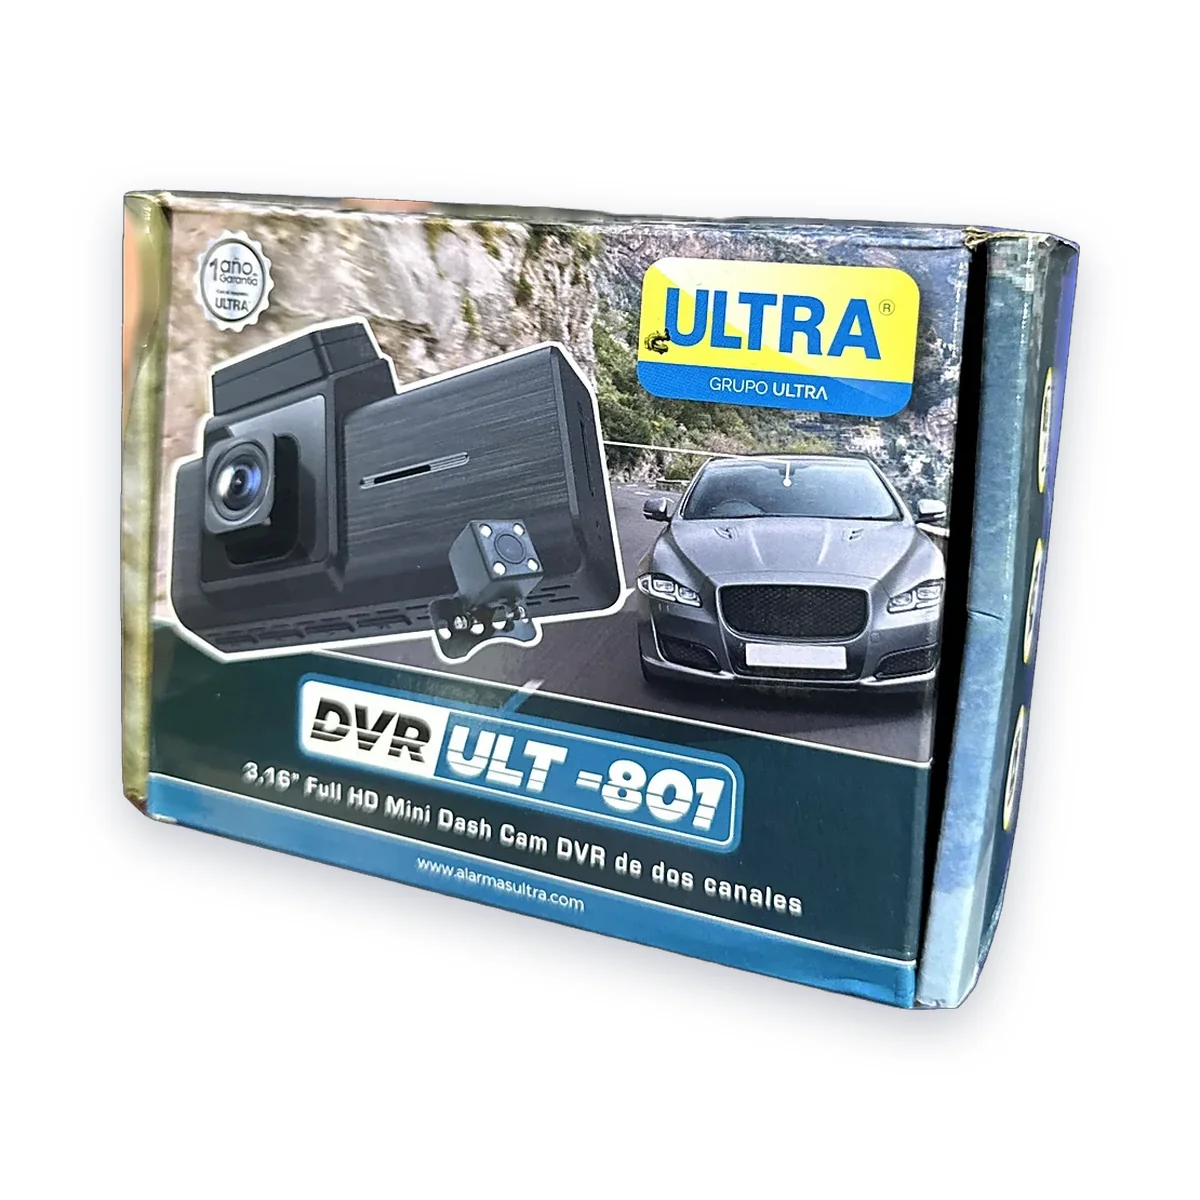 1 año
Garantía
ULTRA
ULTRA®
GRUPO ULTRA
DVR ULT -801
3.16" Full HD Mini Dash Cam DVR de dos canales
www.alarmasultra.com